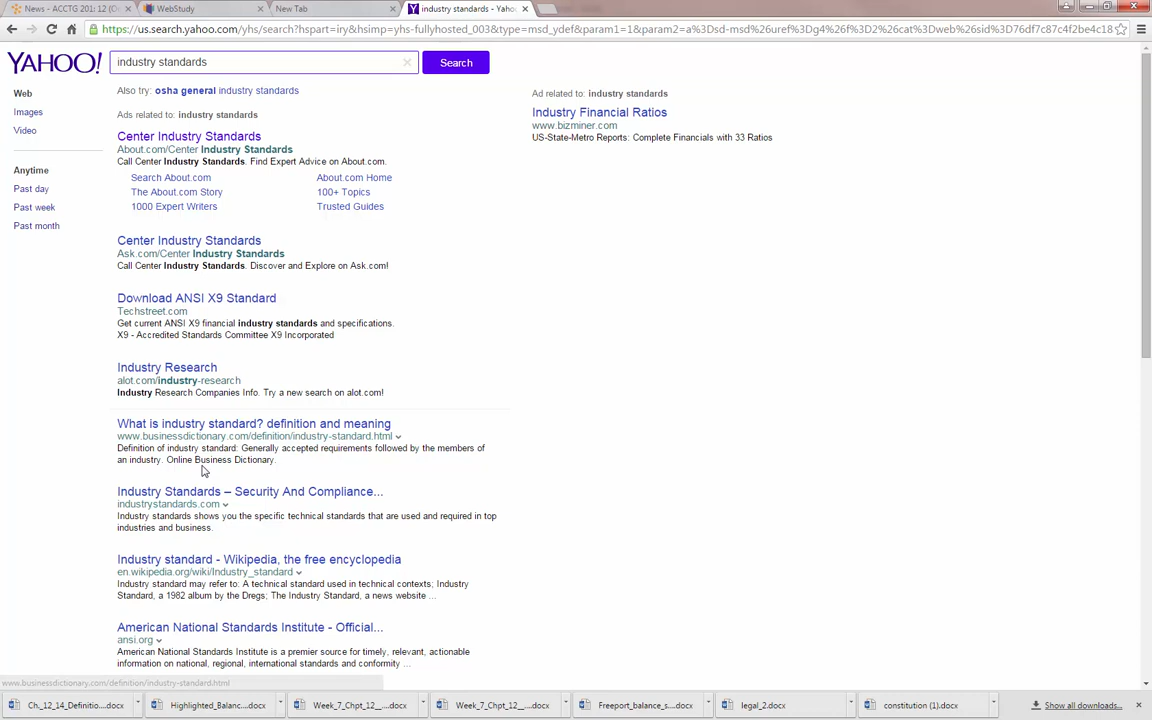 News - ACCTG 201: 12 (O
WebStudy
New Tab
industry standards - Yaho
https://us.search.yahoo.com/yhs/search?hspart=iry&hsimp=yhs-fullyhosted_003&type=msd_ydef&param1=1&param2=a%3Dsd-msd%26uref%3Dg4%26f%3D2%26cat%3Dweb%26sid%3D76df7c87c4f2be4c18
YAHOO!
industry standards
Search
Web
Images
Video
Anytime
Past day
Past week
Past month
Also try: osha general industry standards
Ads related to: industry standards
Center Industry Standards
About.com/Center Industry Standards
Call Center Industry Standards. Find Expert Advice on About.com.
Search About.com
About.com Home
The About.com Story
100+ Topics
1000 Expert Writers
Trusted Guides
Center Industry Standards
Ask.com/Center Industry Standards
Call Center Industry Standards. Discover and Explore on Ask.com!
Download ANSI X9 Standard
Techstreet.com
Get current ANSI X9 financial industry standards and specifications.
X9 - Accredited Standards Committee X9 Incorporated
Industry Research
alot.com/industry-research
Industry Research Companies Info. Try a new search on alot.com!
What is industry standard? definition and meaning
www.businessdictionary.com/definition/industry-standard.html
Definition of industry standard: Generally accepted requirements followed by the members of
an industry. Online Business Dictionary.
Industry Standards – Security And Compliance...
industrystandards.com
Industry standards shows you the specific technical standards that are used and required in top
industries and business.
Industry standard - Wikipedia, the free encyclopedia
en.wikipedia.org/wiki/Industry_standard
Industry standard may refer to: A technical standard used in technical contexts; Industry
Standard, a 1982 album by the Dregs; The Industry Standard, a news website ...
American National Standards Institute - Official...
ansi.org
American National Standards Institute is a premier source for timely, relevant, actionable
information on national, regional, international standards and conformity ...
Ad related to: industry standards
Industry Financial Ratios
www.bizminer.com
US-State-Metro Reports: Complete Financials with 33 Ratios
www.businessdictionary.com/definition/industry-standard.html
Ch._12_14_Definitio....docx
Highlighted_Balanc....docx
Week_7_Chpt_12__....docx
Week_7_Chpt_12__....docx
Freeport_balance_s....docx
legal_2.docx
constitution (1).docx
Show all downloads...